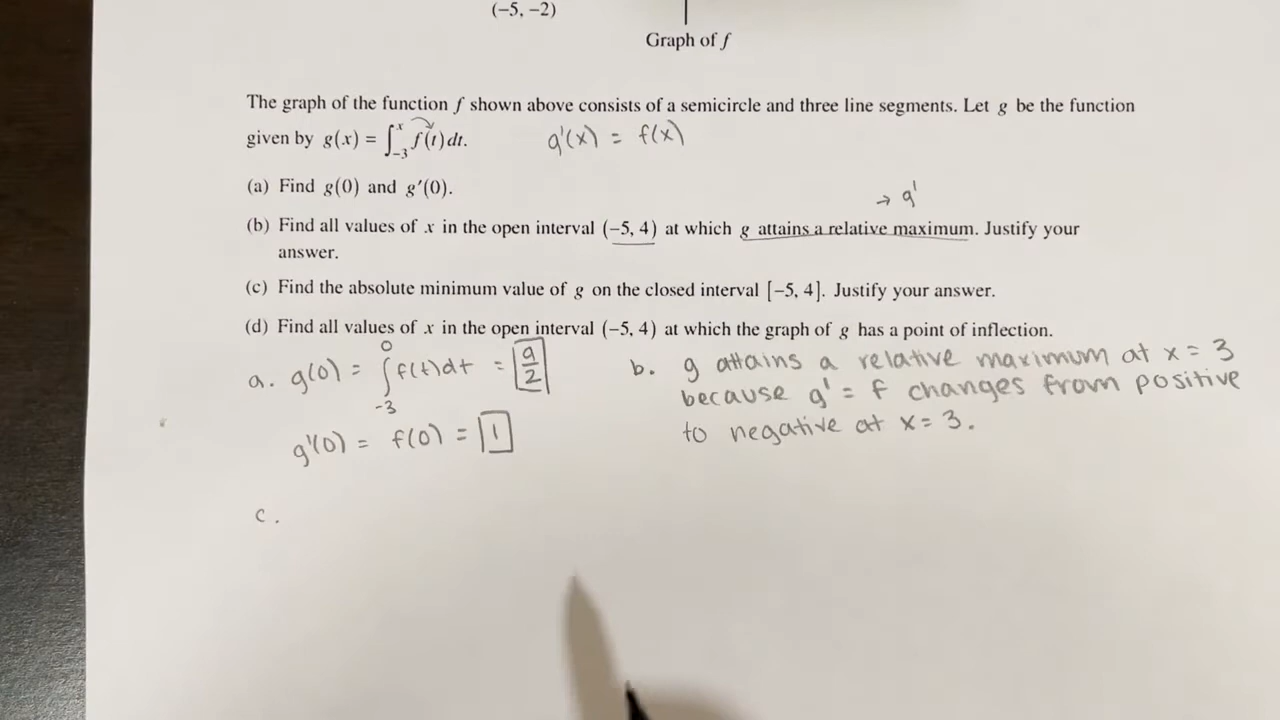 (−5, −2)
Graph of f
The graph of the function f shown above consists of a semicircle and three line segments. Let g be the function
given by g(x) = ∫₋₃ˣ f(t) dt. g'(x) = f(x)
(a) Find g(0) and g′(0).
→ g'
(b) Find all values of x in the open interval (−5, 4) at which g attains a relative maximum. Justify your
answer.
(c) Find the absolute minimum value of g on the closed interval [−5, 4]. Justify your answer.
(d) Find all values of x in the open interval (−5, 4) at which the graph of g has a point of inflection.
a. g(0) = ∫₋₃⁰ f(t)dt = 9/2
g'(0) = f(0) = 1
b. g attains a relative maximum at x = 3
because g' = f changes from positive
to negative at x = 3.
c.